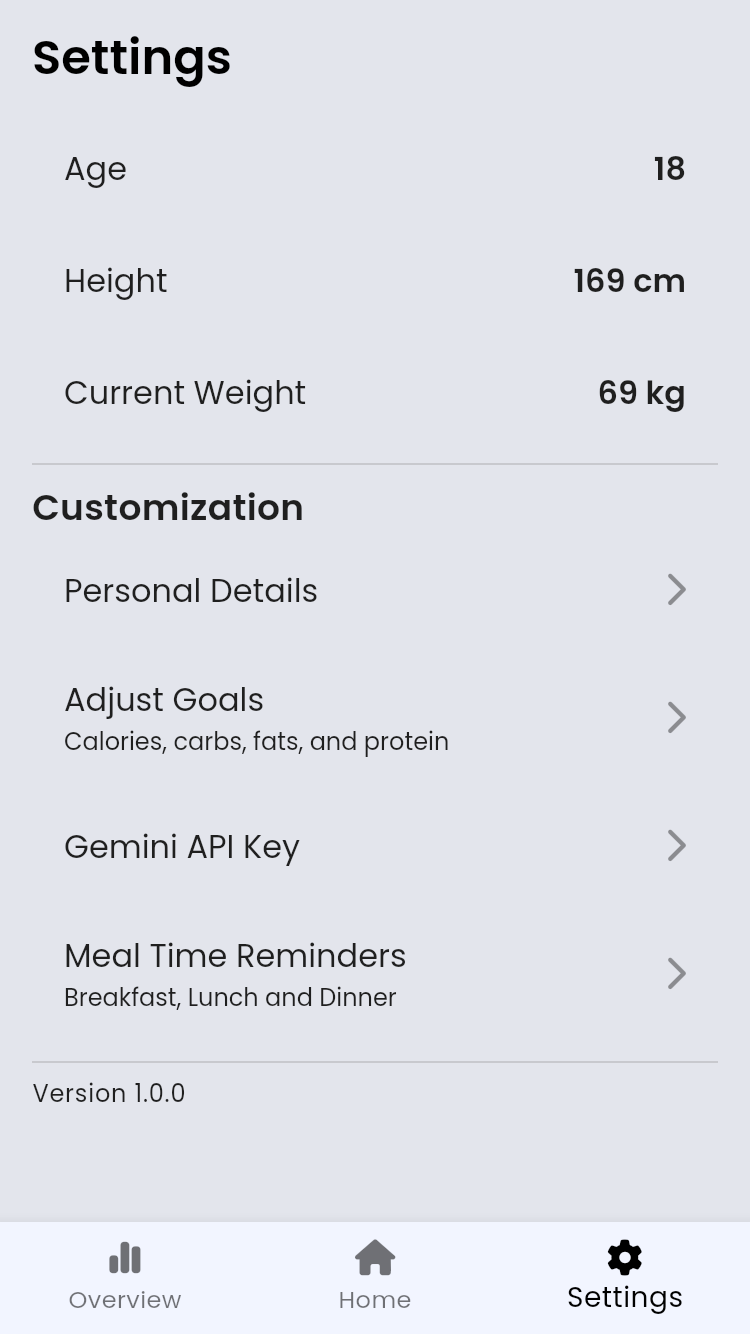 Settings
Age 18
Height 169 cm
Current Weight 69 kg
Customization
Personal Details
Adjust Goals
Calories, carbs, fats, and protein
Gemini API Key
Meal Time Reminders
Breakfast, Lunch and Dinner
Version 1.0.0
Overview Home Settings